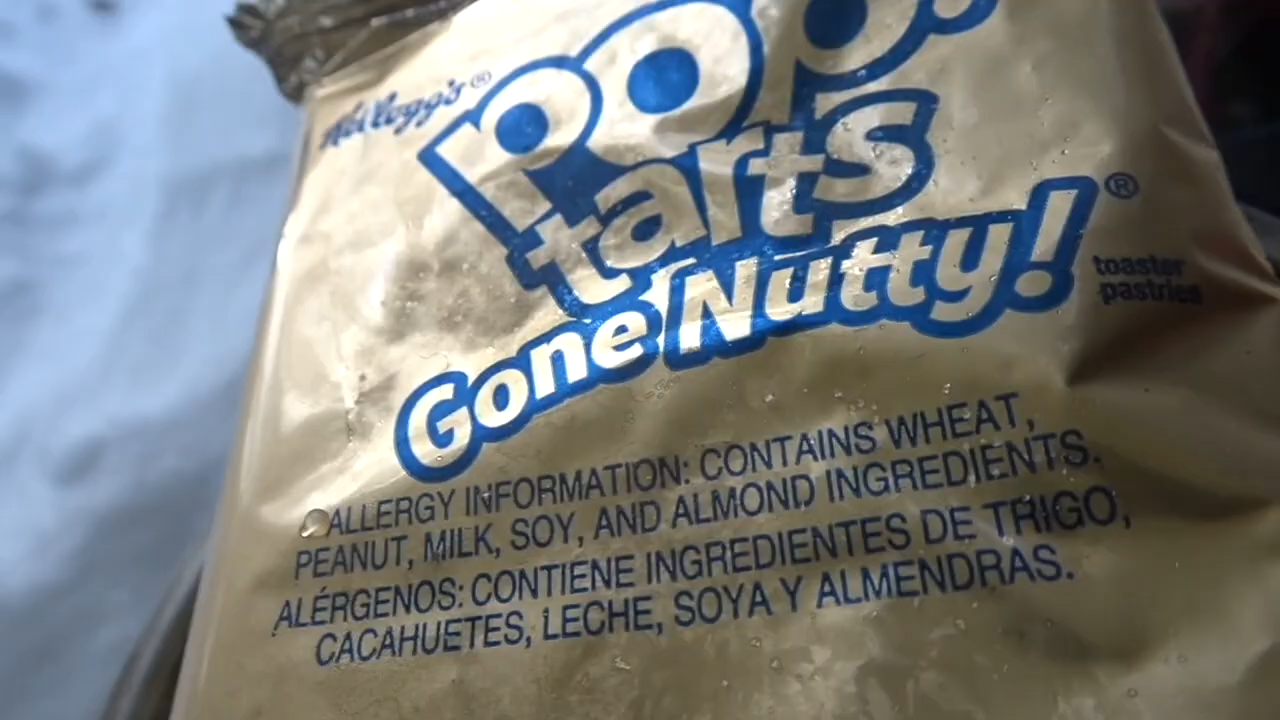 Kellogg's®
Pop.
tarts
Gone Nutty!®
toaster
pastries
ALLERGY INFORMATION: CONTAINS WHEAT,
PEANUT, MILK, SOY, AND ALMOND INGREDIENTS.
ALÉRGENOS: CONTIENE INGREDIENTES DE TRIGO,
CACAHUETES, LECHE, SOYA Y ALMENDRAS.